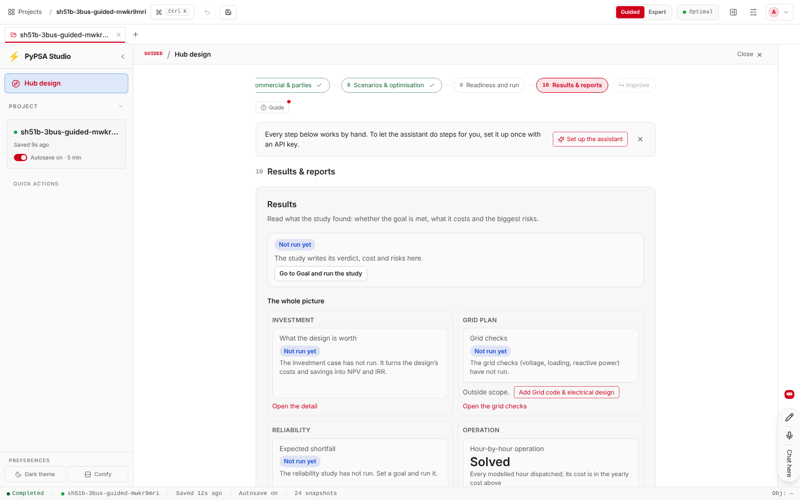 Projects / sh51b-3bus-guided-mwkr9mri ⌘ Ctrl K Guided Expert Optimal A
sh51b-3bus-guided-mwkr... × +
PyPSA Studio
GUIDED / Hub design Close ×
Hub design
PROJECT
sh51b-3bus-guided-mwkr...
Saved 9s ago
Autosave on · 5 min
QUICK ACTIONS
ommercial & parties ✓ 8 Scenarios & optimisation ✓ 9 Readiness and run 10 Results & reports ↪ Improve
Guide
Every step below works by hand. To let the assistant do steps for you, set it up once with
an API key.
Set up the assistant
10 Results & reports
Results
Read what the study found: whether the goal is met, what it costs and the biggest risks.
Not run yet
The study writes its verdict, cost and risks here.
Go to Goal and run the study
The whole picture
INVESTMENT
What the design is worth
Not run yet
The investment case has not run. It turns the design's
costs and savings into NPV and IRR.
Open the detail
GRID PLAN
Grid checks
Not run yet
The grid checks (voltage, loading, reactive power)
have not run.
Outside scope. Add Grid code & electrical design
Open the grid checks
RELIABILITY
Expected shortfall
Not run yet
The reliability study has not run. Set a goal and run it.
OPERATION
Hour-by-hour operation
Solved
Every modelled hour dispatched; its cost is in the yearly
cost above
Chat here
PREFERENCES
Dark theme Comfy
Completed sh51b-3bus-guided-mwkr9mri Saved 12s ago Autosave on 24 snapshots Obj: —